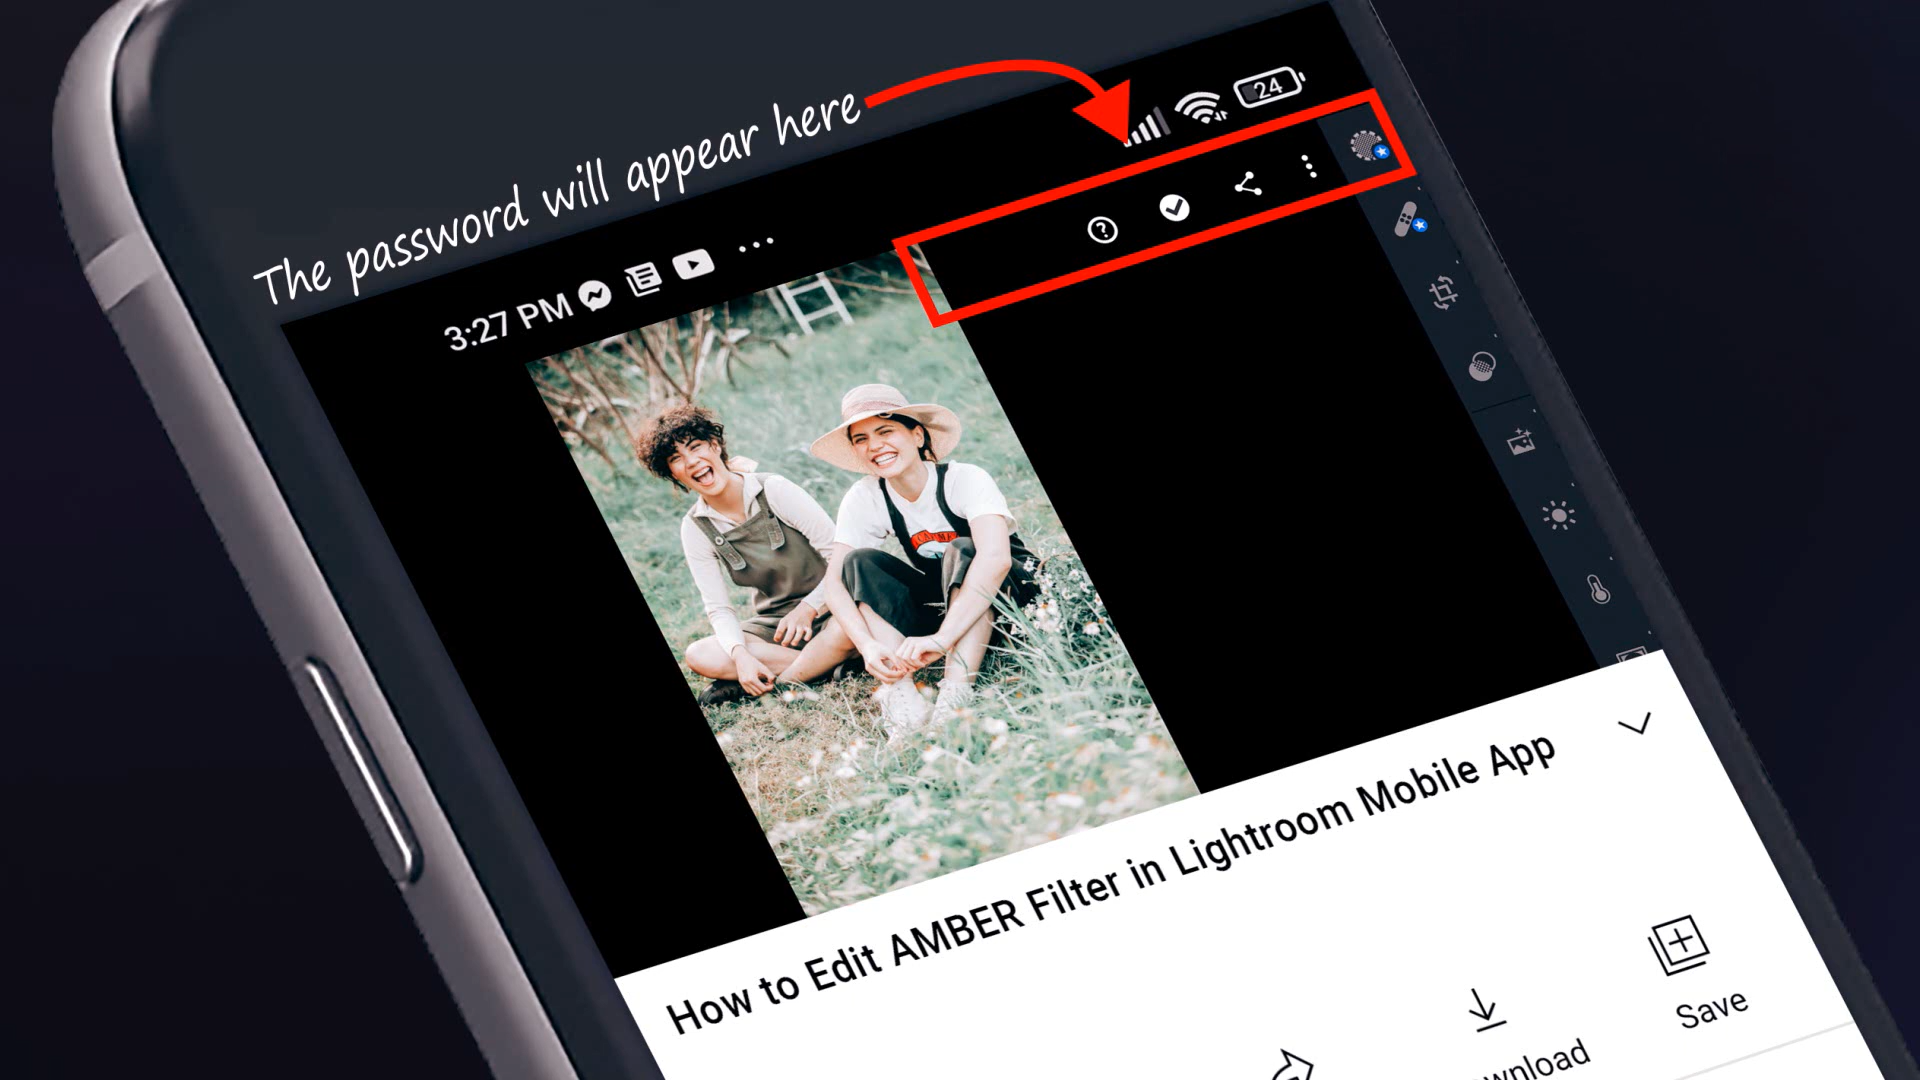 The password will appear here
24
3:27 PM
How to Edit AMBER Filter in Lightroom Mobile App
Save
wnload